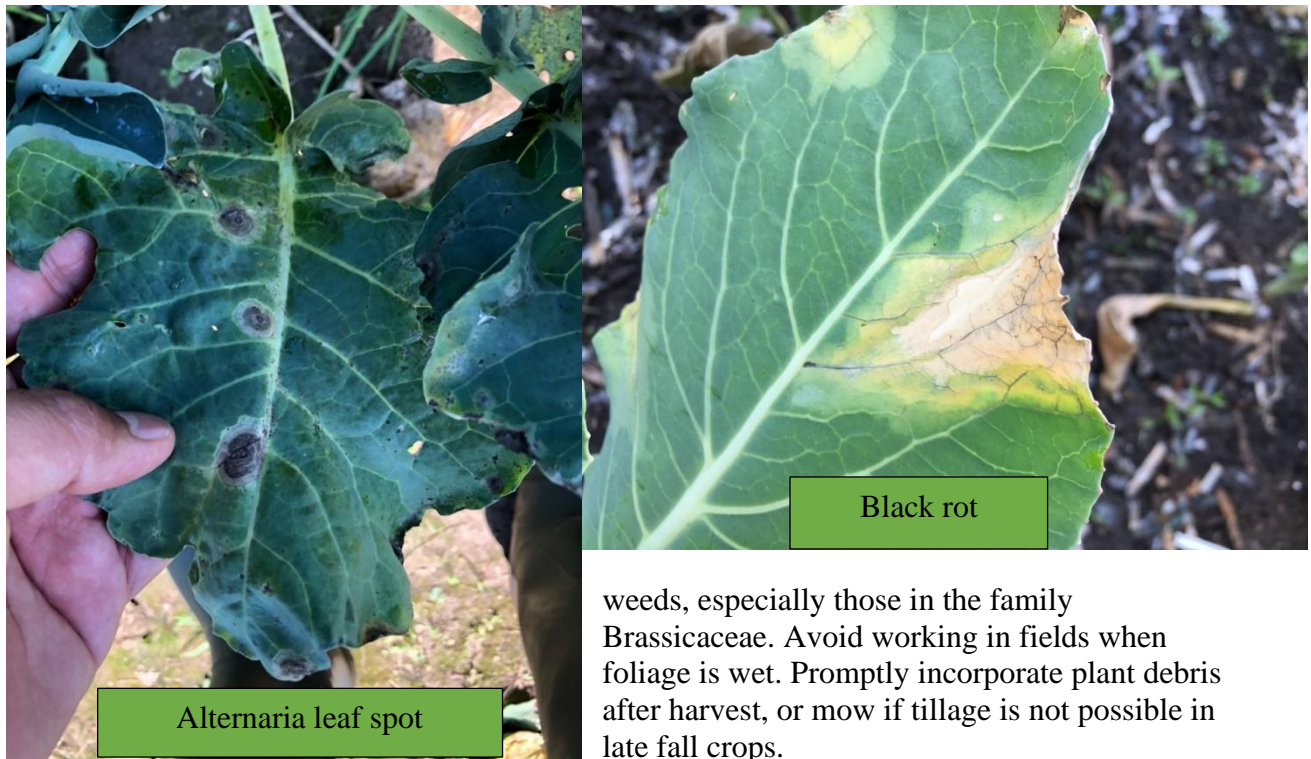 Black rot
Alternaria leaf spot
weeds, especially those in the family
Brassicaceae. Avoid working in fields when
foliage is wet. Promptly incorporate plant debris
after harvest, or mow if tillage is not possible in
late fall crops.